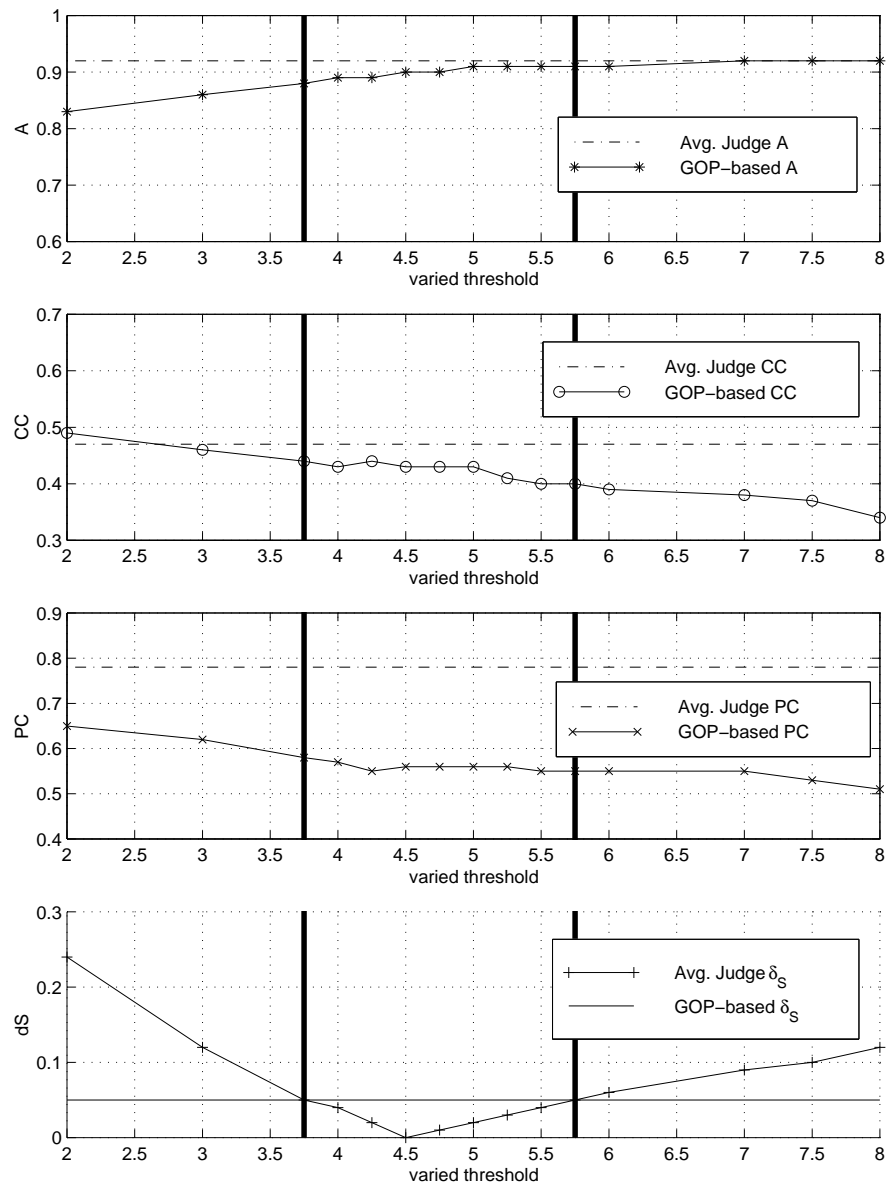 1
0.9
0.8
0.7
0.6
A
Avg. Judge A
GOP−based A
2 2.5 3 3.5 4 4.5 5 5.5 6 6.5 7 7.5 8
varied threshold
0.7
0.6
0.5
0.4
0.3
CC
Avg. Judge CC
GOP−based CC
2 2.5 3 3.5 4 4.5 5 5.5 6 6.5 7 7.5 8
varied threshold
0.9
0.8
0.7
0.6
0.5
0.4
PC
Avg. Judge PC
GOP−based PC
2 2.5 3 3.5 4 4.5 5 5.5 6 6.5 7 7.5 8
varied threshold
0.3
0.2
0.1
0
dS
Avg. Judge δ_S
GOP−based δ_S
2 2.5 3 3.5 4 4.5 5 5.5 6 6.5 7 7.5 8
varied threshold